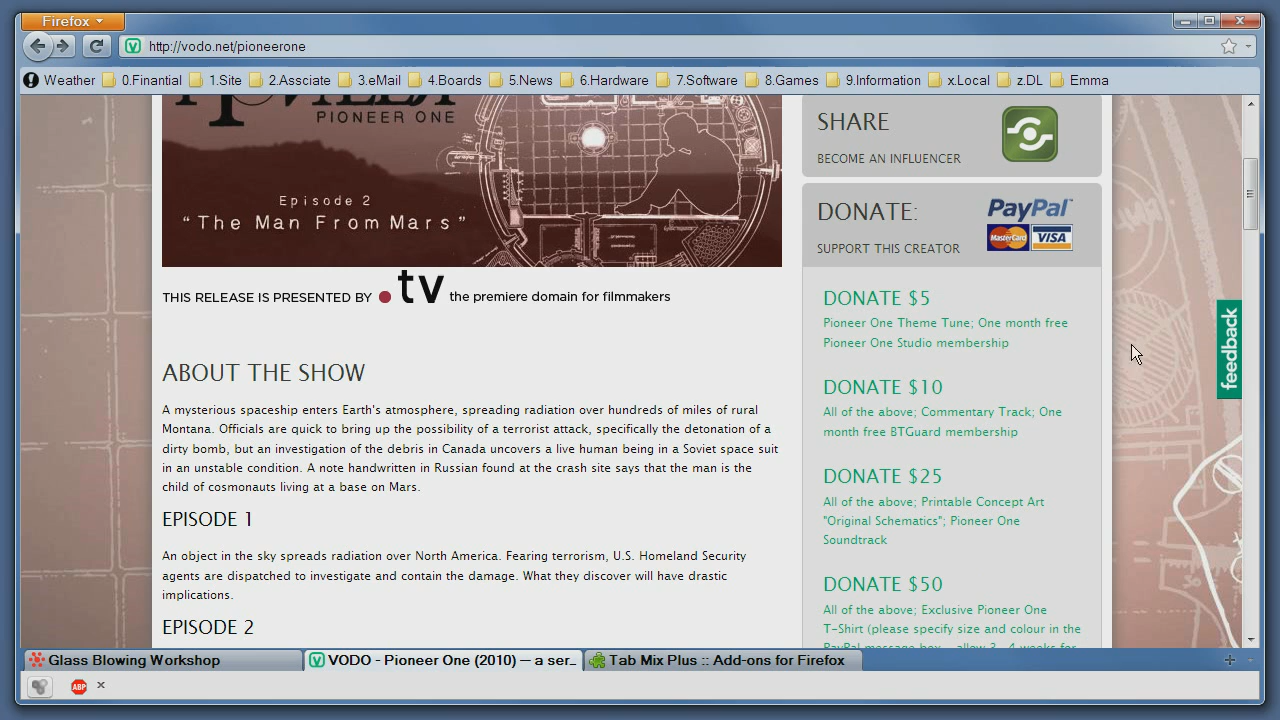 Firefox
http://vodo.net/pioneerone
Weather 0.Finantial 1.Site 2.Assciate 3.eMail 4.Boards 5.News 6.Hardware 7.Software 8.Games 9.Information x.Local z.DL Emma
PIONEER ONE
Episode 2
"The Man From Mars"
THIS RELEASE IS PRESENTED BY tv the premiere domain for filmmakers
ABOUT THE SHOW
A mysterious spaceship enters Earth's atmosphere, spreading radiation over hundreds of miles of rural
Montana. Officials are quick to bring up the possibility of a terrorist attack, specifically the detonation of a
dirty bomb, but an investigation of the debris in Canada uncovers a live human being in a Soviet space suit
in an unstable condition. A note handwritten in Russian found at the crash site says that the man is the
child of cosmonauts living at a base on Mars.
EPISODE 1
An object in the sky spreads radiation over North America. Fearing terrorism, U.S. Homeland Security
agents are dispatched to investigate and contain the damage. What they discover will have drastic
implications.
EPISODE 2
SHARE
BECOME AN INFLUENCER
DONATE:
SUPPORT THIS CREATOR
PayPal
MasterCard VISA
DONATE $5
Pioneer One Theme Tune; One month free
Pioneer One Studio membership
DONATE $10
All of the above; Commentary Track; One
month free BTGuard membership
DONATE $25
All of the above; Printable Concept Art
"Original Schematics"; Pioneer One
Soundtrack
DONATE $50
All of the above; Exclusive Pioneer One
T-Shirt (please specify size and colour in the
feedback
Glass Blowing Workshop
VODO - Pioneer One (2010) — a ser...
Tab Mix Plus :: Add-ons for Firefox
ABP